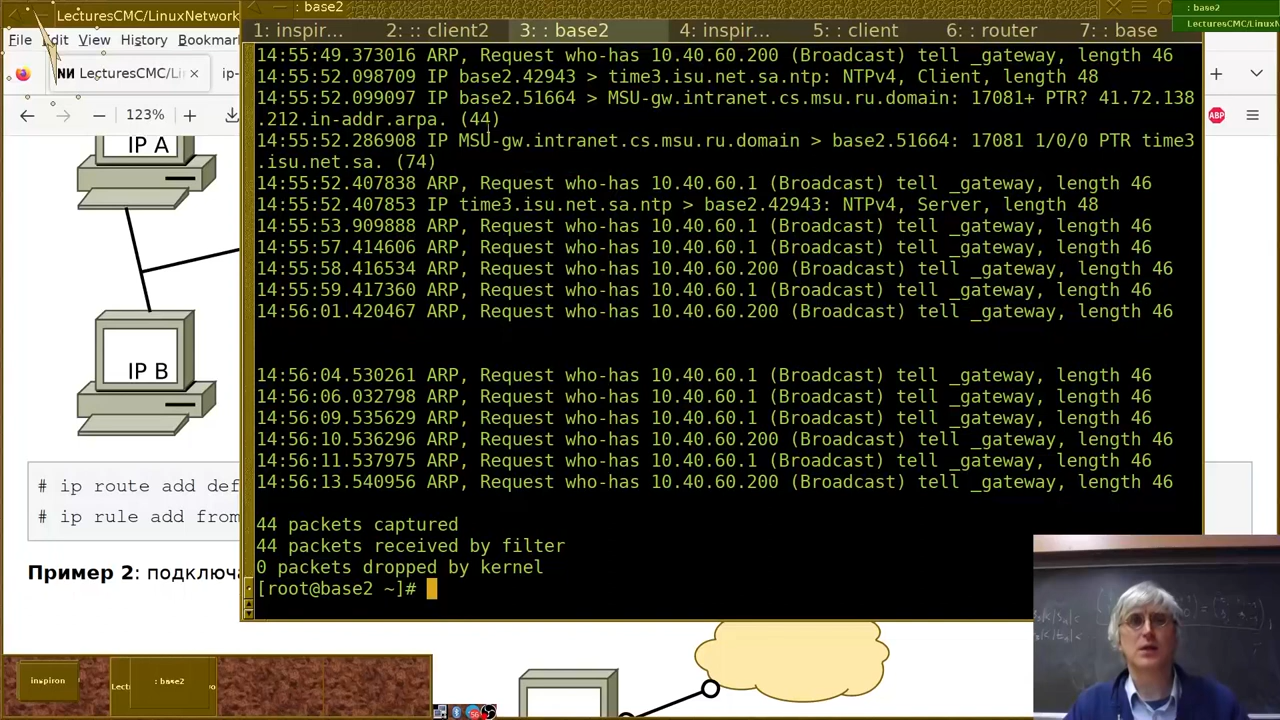 LecturesCMC/LinuxNetwork
: base2
: base2
LecturesCMC/LinuxNetwork
File Edit View History Bookmar
1: inspir… 2: :: client2 3: : base2 4: inspir… 5: : client 6: : router 7: : base
LecturesCMC/Li
ip-
123%
ABP
14:55:49.373016 ARP, Request who-has 10.40.60.200 (Broadcast) tell _gateway, length 46
14:55:52.098709 IP base2.42943 > time3.isu.net.sa.ntp: NTPv4, Client, length 48
14:55:52.099097 IP base2.51664 > MSU-gw.intranet.cs.msu.ru.domain: 17081+ PTR? 41.72.138
.212.in-addr.arpa. (44)
14:55:52.286908 IP MSU-gw.intranet.cs.msu.ru.domain > base2.51664: 17081 1/0/0 PTR time3
.isu.net.sa. (74)
14:55:52.407838 ARP, Request who-has 10.40.60.1 (Broadcast) tell _gateway, length 46
14:55:52.407853 IP time3.isu.net.sa.ntp > base2.42943: NTPv4, Server, length 48
14:55:53.909888 ARP, Request who-has 10.40.60.1 (Broadcast) tell _gateway, length 46
14:55:57.414606 ARP, Request who-has 10.40.60.1 (Broadcast) tell _gateway, length 46
14:55:58.416534 ARP, Request who-has 10.40.60.200 (Broadcast) tell _gateway, length 46
14:55:59.417360 ARP, Request who-has 10.40.60.1 (Broadcast) tell _gateway, length 46
14:56:01.420467 ARP, Request who-has 10.40.60.200 (Broadcast) tell _gateway, length 46
14:56:04.530261 ARP, Request who-has 10.40.60.1 (Broadcast) tell _gateway, length 46
14:56:06.032798 ARP, Request who-has 10.40.60.1 (Broadcast) tell _gateway, length 46
14:56:09.535629 ARP, Request who-has 10.40.60.1 (Broadcast) tell _gateway, length 46
14:56:10.536296 ARP, Request who-has 10.40.60.200 (Broadcast) tell _gateway, length 46
14:56:11.537975 ARP, Request who-has 10.40.60.1 (Broadcast) tell _gateway, length 46
14:56:13.540956 ARP, Request who-has 10.40.60.200 (Broadcast) tell _gateway, length 46
44 packets captured
44 packets received by filter
0 packets dropped by kernel
[root@base2 ~]#
IP A
IP B
# ip route add def
# ip rule add from
Пример 2: подключ
inspiron
: base2
56